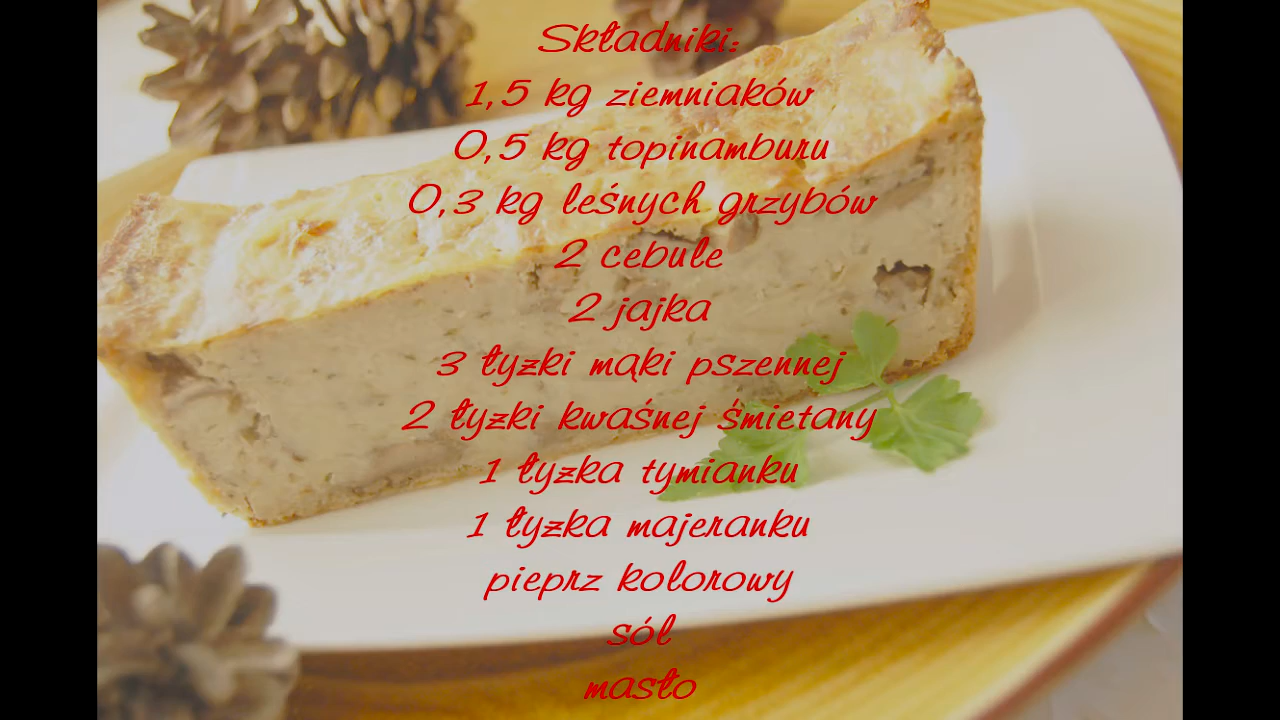 Składniki:
1,5 kg ziemniaków
0,5 kg topinamburu
0,3 kg leśnych grzybów
2 cebule
2 jajka
3 łyżki mąki pszennej
2 łyżki kwaśnej śmietany
1 łyżka tymianku
1 łyżka majeranku
pieprz kolorowy
sól
masło